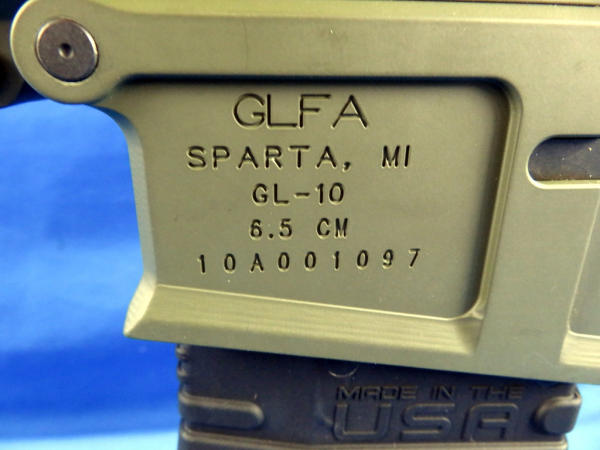 GLFA
SPARTA, MI
GL-10
6.5 CM
10A001097
MADE IN THE
USA